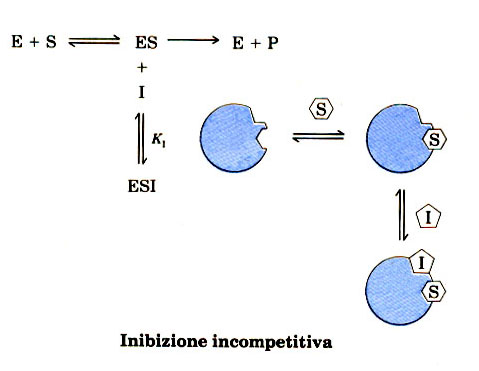 E + S ⇌ ES ⟶ E + P
+
I
K_I
ESI
S
S
I
I
S
Inibizione incompetitiva